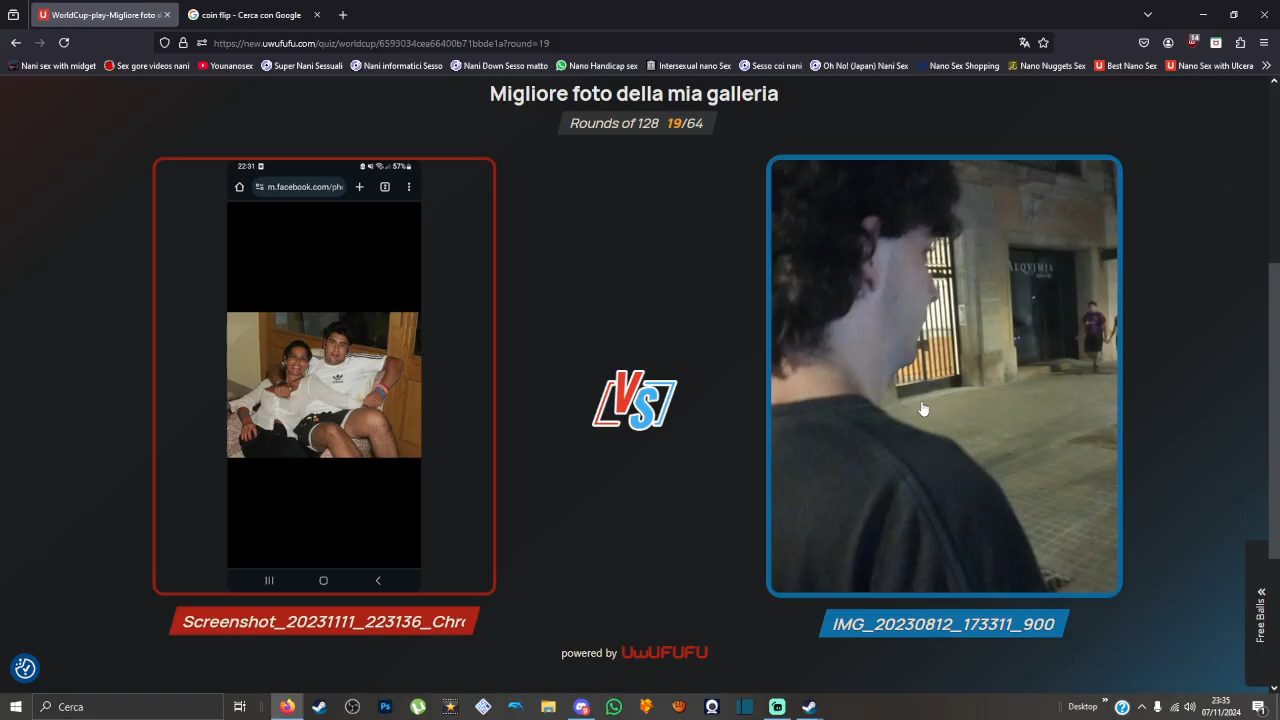 WorldCup-play-Migliore foto d
coin flip - Cerca con Google
https://new.uwufufu.com/quiz/worldcup/6593034cea66400b71bbde1a?round=19
Nani sex with midget
Sex gore videos nani
Younanosex
Super Nani Sessuali
Nani informatici Sesso
Nani Down Sesso matto
Nano Handicap sex
Intersexual nano Sex
Sesso coi nani
Oh No! (Japan) Nani Sex
Nano Sex Shopping
Nano Nuggets Sex
Best Nano Sex
Nano Sex with Ulcera
Migliore foto della mia galleria
Rounds of 128 19/64
22:31
57%
m.facebook.com/pho
ALQVIMIA
VS
Screenshot_20231111_223136_Chro
IMG_20230812_173311_900
powered by UwUFUFU
Free Balls
Cerca
Desktop
23:35
07/11/2024